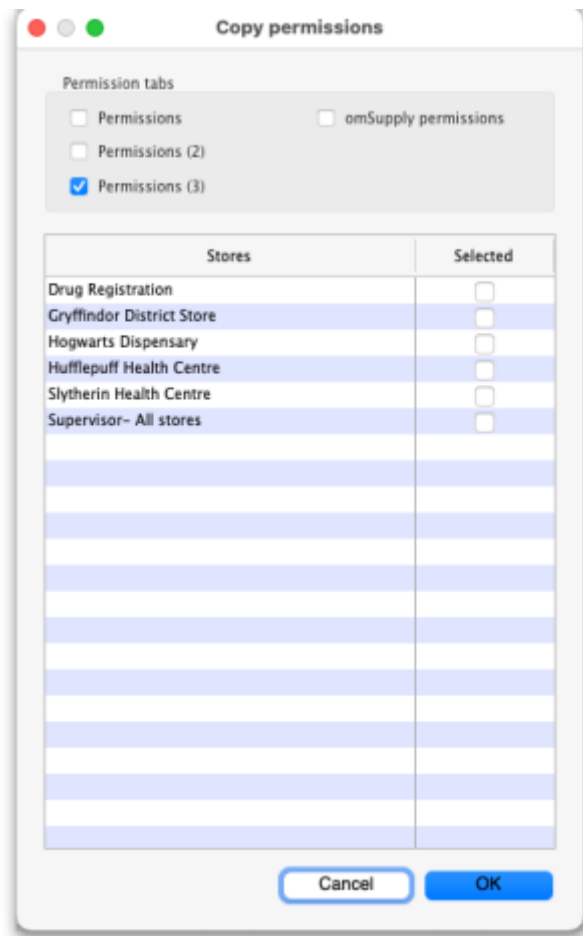 Copy permissions
Permission tabs
Permissions
omSupply permissions
Permissions (2)
Permissions (3)
Stores Selected
Drug Registration
Gryffindor District Store
Hogwarts Dispensary
Hufflepuff Health Centre
Slytherin Health Centre
Supervisor- All stores
Cancel OK